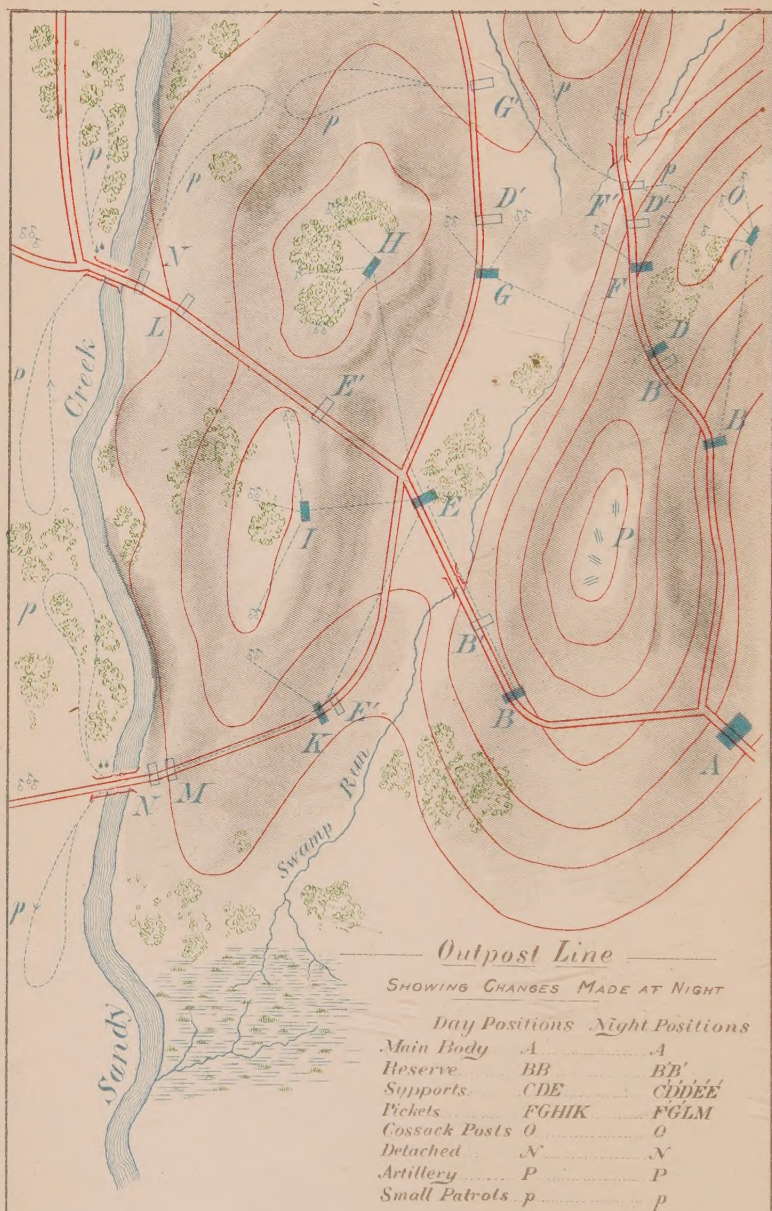 G'
p
p
p
p
D'
F'
D'
O
H
G
F
C
N
L
D
Creek
p
E'
B'
B
E
I
P
B'
p
B
K
E'
A
N
M
Swamp Run
p
Sandy
Outpost Line
SHOWING CHANGES MADE AT NIGHT
Day Positions Night Positions
Main Body A A
Reserve BB B'B'
Supports CDE C'D'D'E'E'
Pickets FGHIK F'G'LM
Cossack Posts O O
Detached N N
Artillery P P
Small Patrols p p